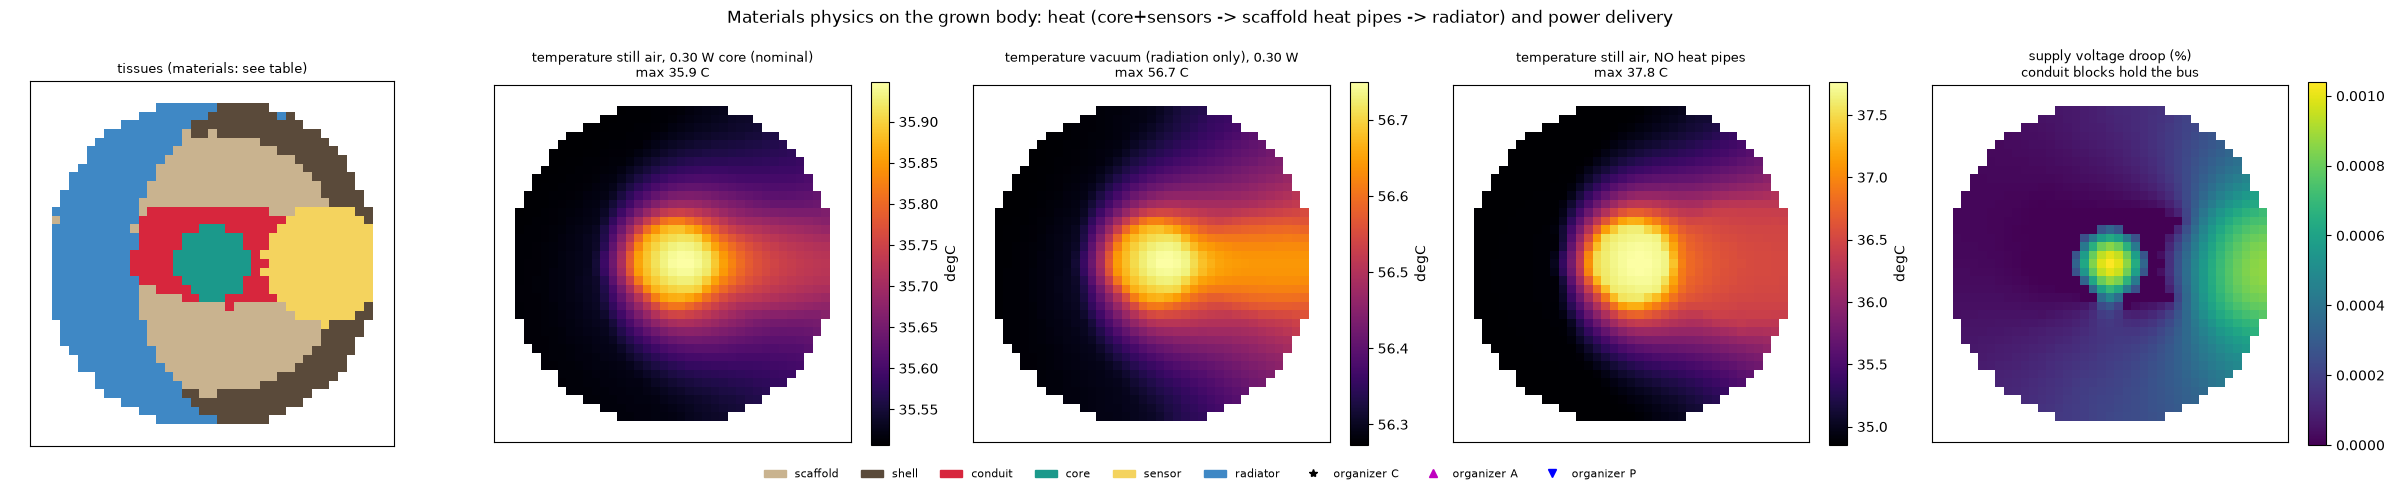 Materials physics on the grown body: heat (core+sensors -> scaffold heat pipes -> radiator) and power delivery
tissues (materials: see table)
temperature still air, 0.30 W core (nominal)
max 35.9 C
35.90
35.85
35.80
35.75
35.70
35.65
35.60
35.55
degC
temperature vacuum (radiation only), 0.30 W
max 56.7 C
56.7
56.6
56.5
56.4
56.3
degC
temperature still air, NO heat pipes
max 37.8 C
37.5
37.0
36.5
36.0
35.5
35.0
degC
supply voltage droop (%)
conduit blocks hold the bus
0.0010
0.0008
0.0006
0.0004
0.0002
0.0000
scaffold
shell
conduit
core
sensor
radiator
organizer C
organizer A
organizer P